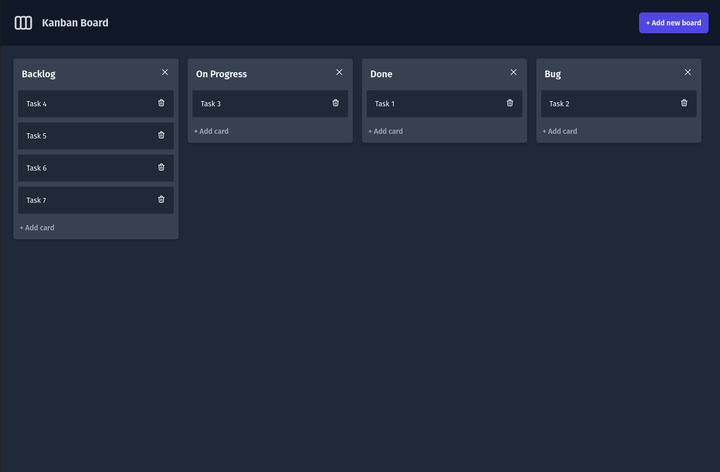 Kanban Board
+ Add new board
Backlog
Task 4
Task 5
Task 6
Task 7
+ Add card
On Progress
Task 3
+ Add card
Done
Task 1
+ Add card
Bug
Task 2
+ Add card